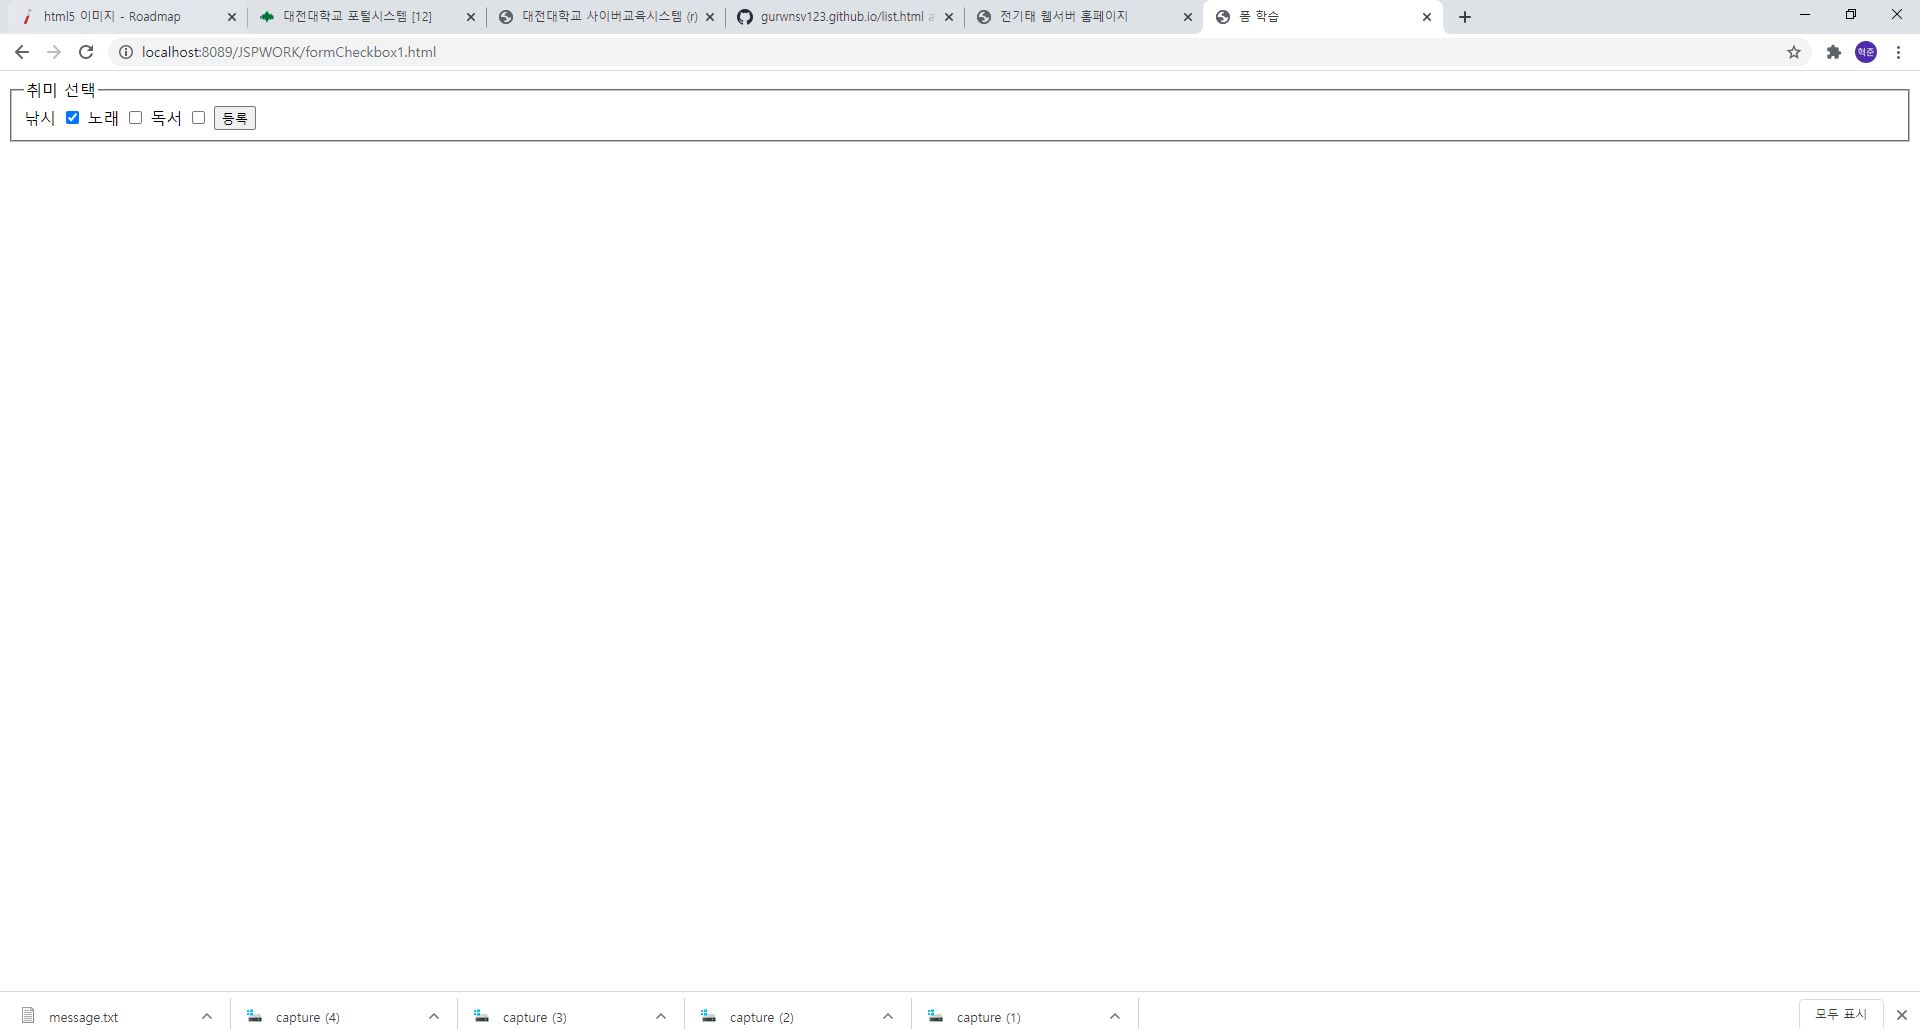 html5 이미지 - Roadmap
대전대학교 포털시스템 [12]
대전대학교 사이버교육시스템 (r)
gurwnsv123.github.io/list.html
전기태 웹서버 홈페이지
폼 학습
localhost:8089/JSPWORK/formCheckbox1.html
혁준
취미 선택
낚시 노래 독서 등록
message.txt
capture (4)
capture (3)
capture (2)
capture (1)
모두 표시